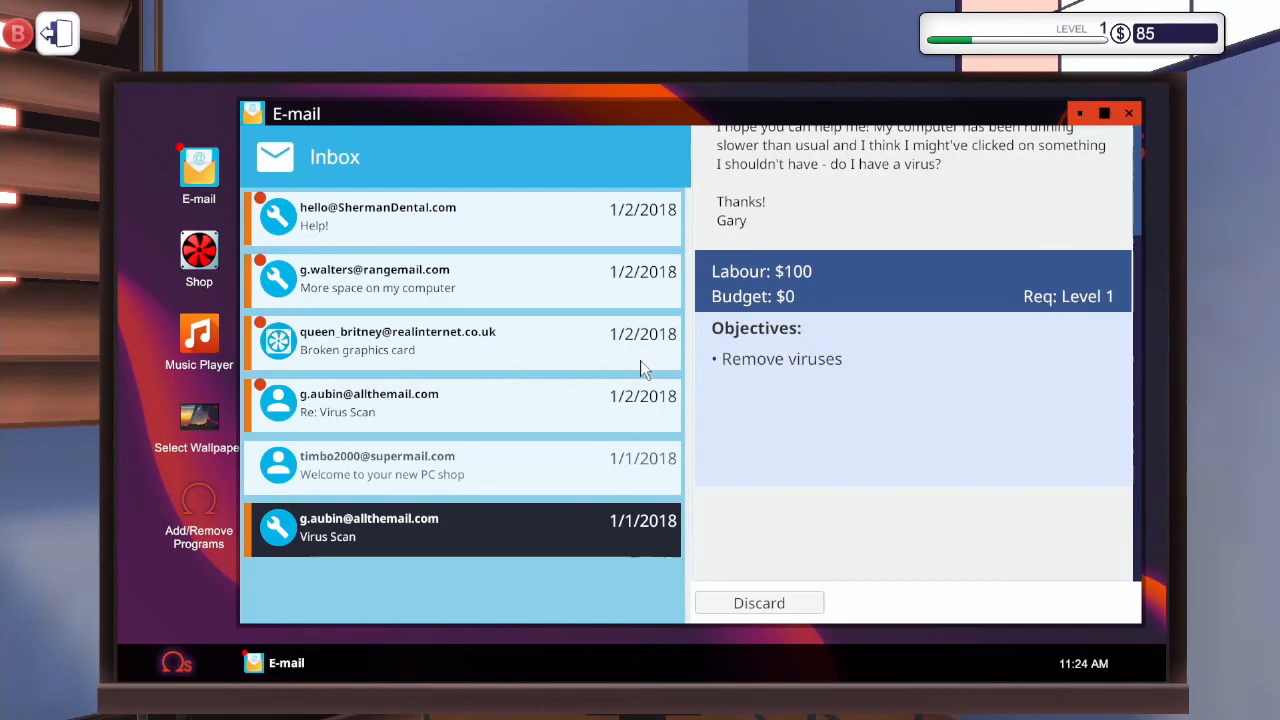 B
LEVEL 1
$ 85
E-mail
Inbox
hello@ShermanDental.com 1/2/2018
Help!
g.walters@rangemail.com 1/2/2018
More space on my computer
queen_britney@realinternet.co.uk 1/2/2018
Broken graphics card
g.aubin@allthemail.com 1/2/2018
Re: Virus Scan
timbo2000@supermail.com 1/1/2018
Welcome to your new PC shop
g.aubin@allthemail.com 1/1/2018
Virus Scan
I hope you can help me! My computer has been running
slower than usual and I think I might've clicked on something
I shouldn't have - do I have a virus?
Thanks!
Gary
Labour: $100
Budget: $0 Req: Level 1
Objectives:
• Remove viruses
Discard
E-mail
Shop
Music Player
Select Wallpape
Add/Remove
Programs
Ωs
E-mail
11:24 AM